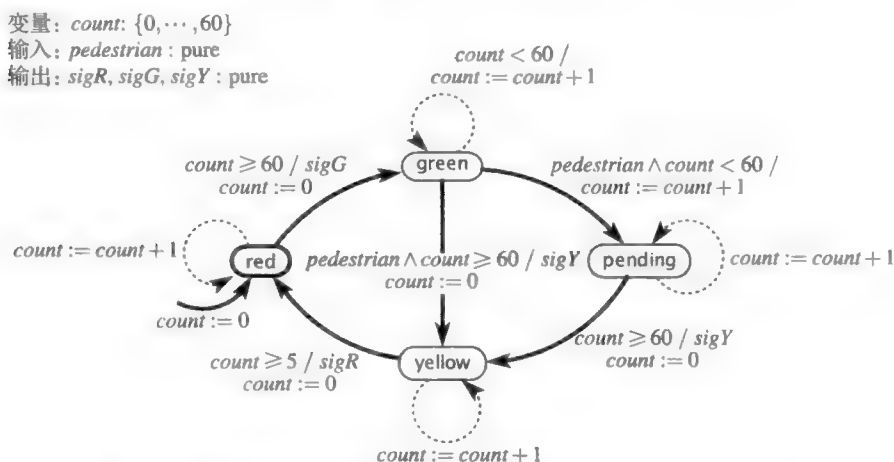 变量: count: {0,⋯,60}
输入: pedestrian : pure
输出: sigR, sigG, sigY : pure
count < 60 /
count := count + 1
count ⩾ 60 / sigG
count := 0
green
pedestrian ∧ count < 60 /
count := count + 1
count := count + 1
red
pedestrian ∧ count ⩾ 60 / sigY
count := 0
pending
count := count + 1
count := 0
count ⩾ 5 / sigR
count := 0
yellow
count ⩾ 60 / sigY
count := 0
count := count + 1